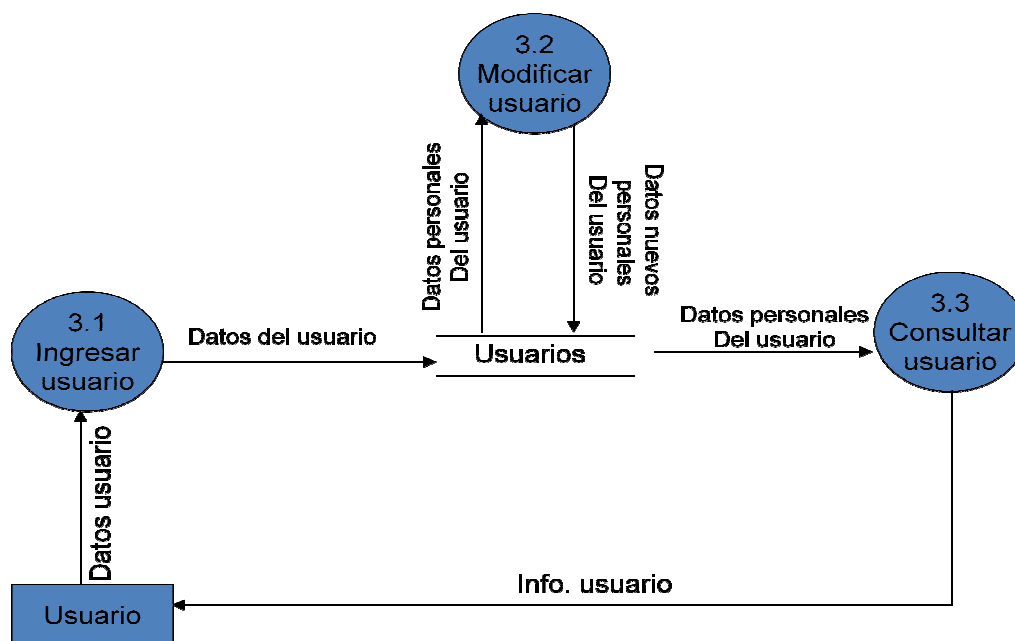 3.2
Modificar
usuario
Datos personales
Del usuario
Datos nuevos
personales
Del usuario
3.1
Ingresar
usuario
Datos del usuario
Usuarios
Datos personales
Del usuario
3.3
Consultar
usuario
Datos usuario
Info. usuario
Usuario